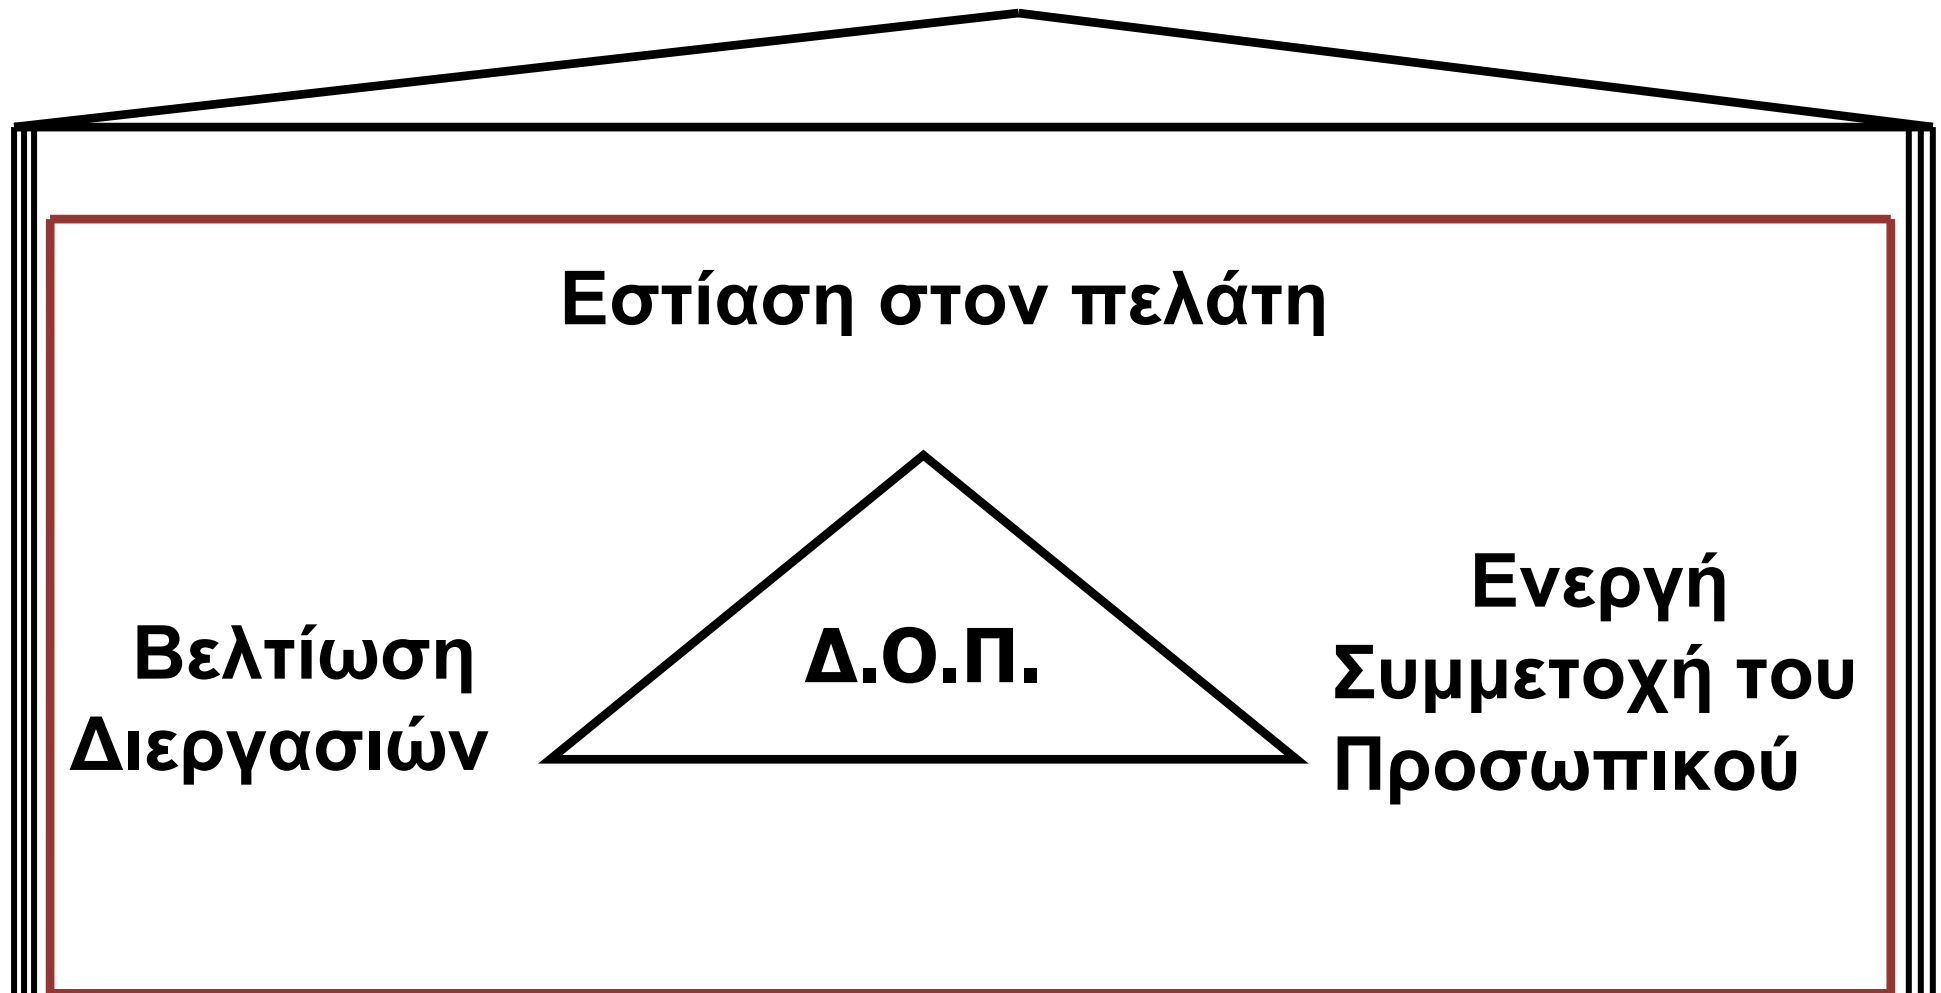 Εστίαση στον πελάτη
Βελτίωση
Διεργασιών
Δ.Ο.Π.
Ενεργή
Συμμετοχή του
Προσωπικού